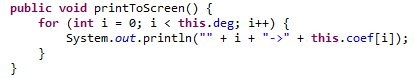 public void printToScreen() {
    for (int i = 0; i < this.deg; i++) {
        System.out.println("" + i + "->" + this.coef[i]);
    }
}